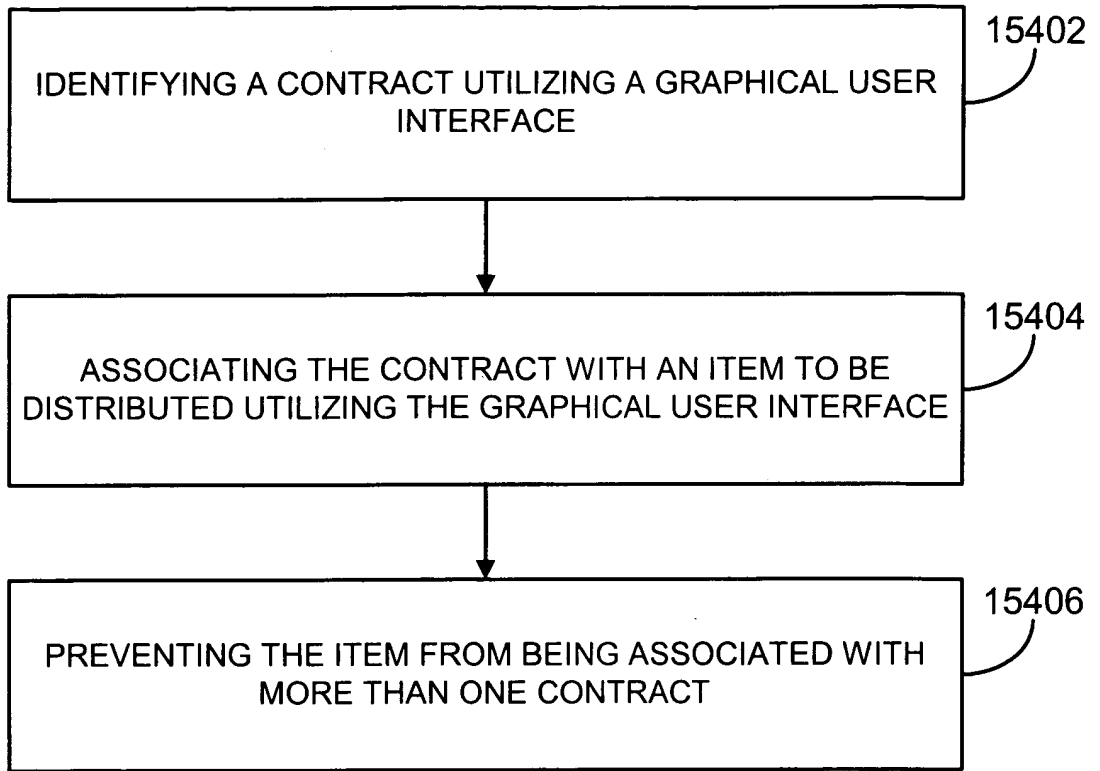 15402
IDENTIFYING A CONTRACT UTILIZING A GRAPHICAL USER
INTERFACE
15404
ASSOCIATING THE CONTRACT WITH AN ITEM TO BE
DISTRIBUTED UTILIZING THE GRAPHICAL USER INTERFACE
15406
PREVENTING THE ITEM FROM BEING ASSOCIATED WITH
MORE THAN ONE CONTRACT